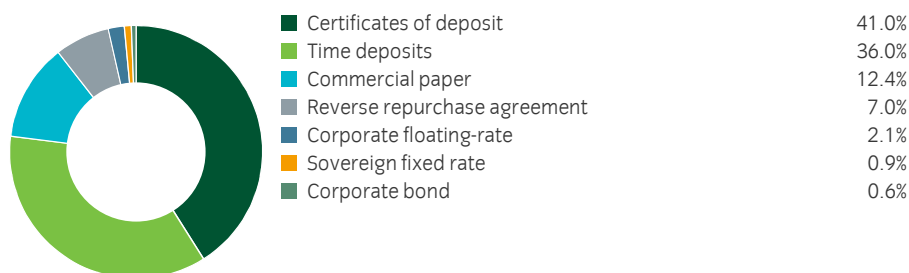 Certificates of deposit 41.0%
Time deposits 36.0%
Commercial paper 12.4%
Reverse repurchase agreement 7.0%
Corporate floating-rate 2.1%
Sovereign fixed rate 0.9%
Corporate bond 0.6%